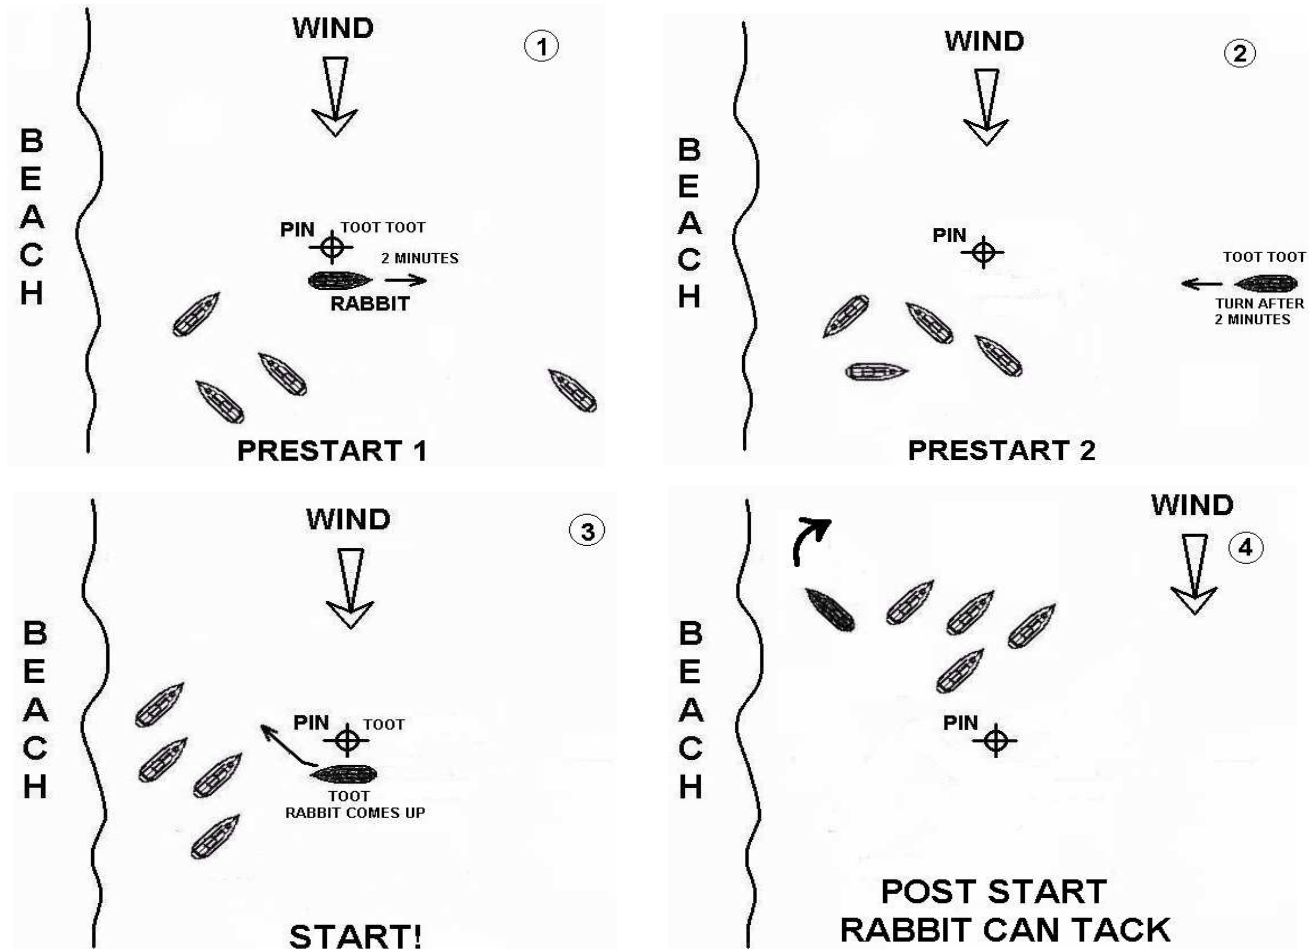 WIND
1
BEACH
PIN TOOT TOOT
2 MINUTES
RABBIT
PRESTART 1
WIND
2
BEACH
PIN
TOOT TOOT
TURN AFTER
2 MINUTES
PRESTART 2
WIND
3
BEACH
PIN TOOT
TOOT
RABBIT COMES UP
START!
WIND
4
BEACH
PIN
POST START
RABBIT CAN TACK